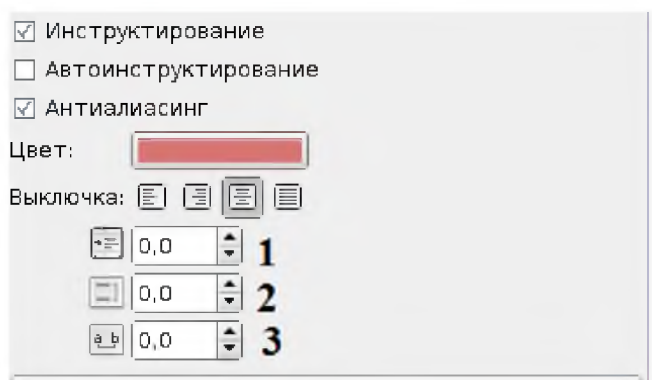 Инструктирование
Автоинструктирование
Антиалиасинг
Цвет:
Выключка:
0,0 1
0,0 2
a b 0,0 3